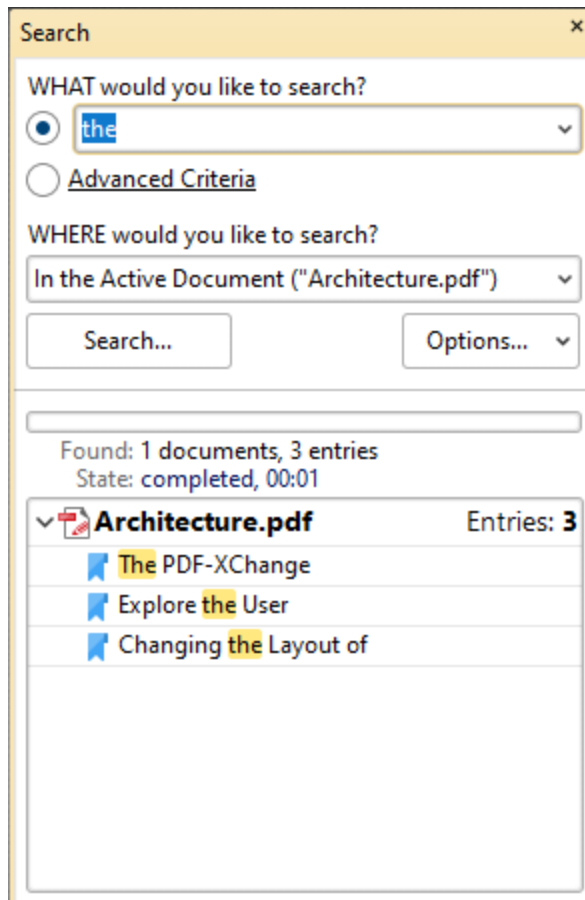 Search
WHAT would you like to search?
the
Advanced Criteria
WHERE would you like to search?
In the Active Document ("Architecture.pdf")
Search... Options...
Found: 1 documents, 3 entries
State: completed, 00:01
Architecture.pdf Entries: 3
The PDF-XChange
Explore the User
Changing the Layout of